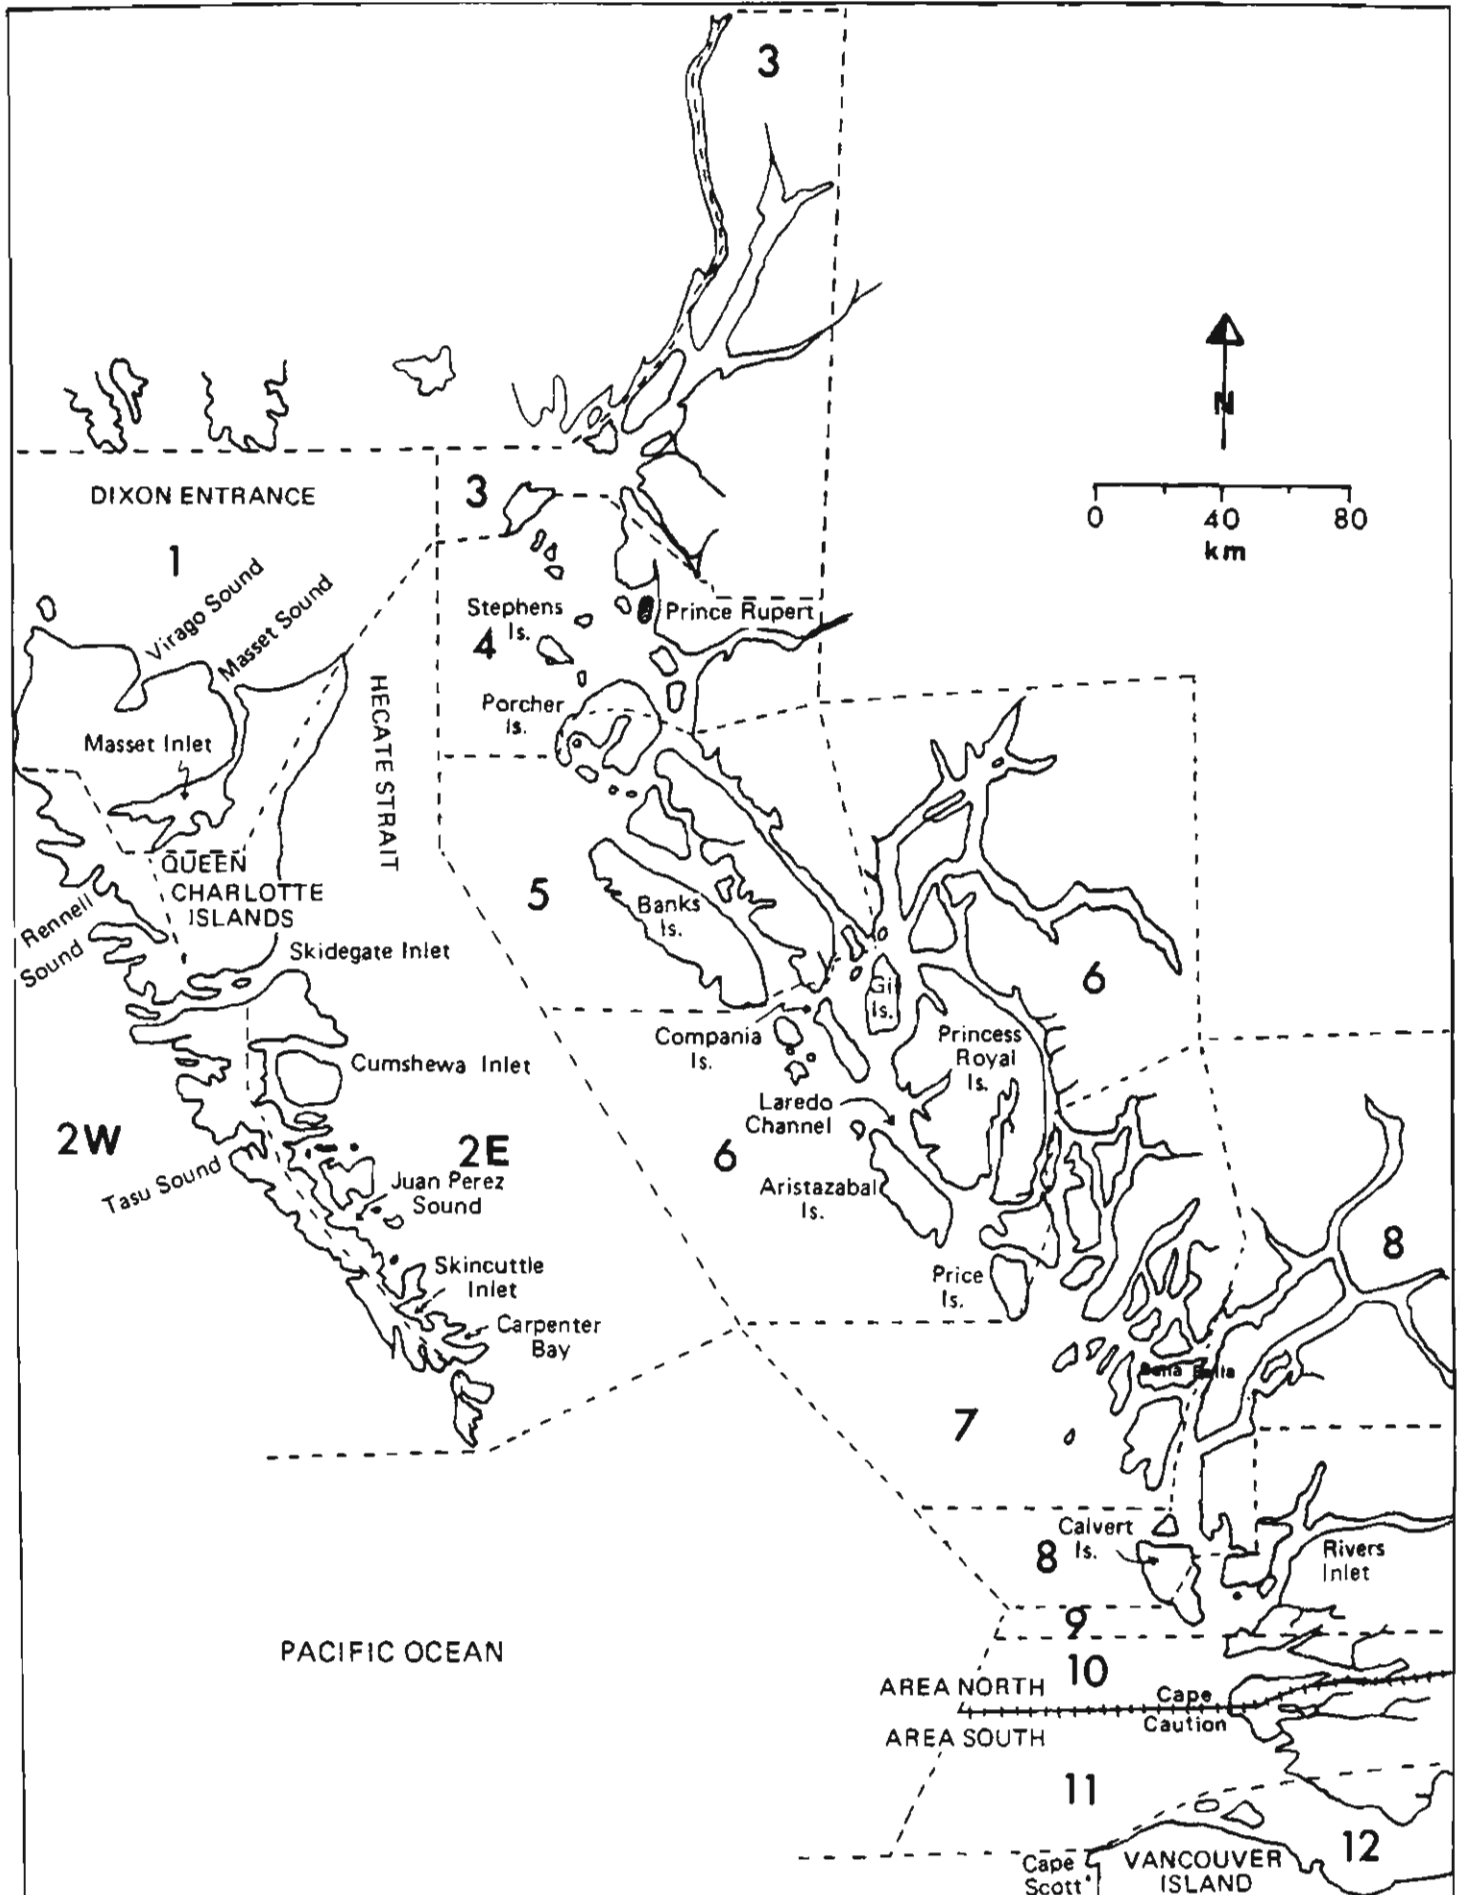 3
N
0 40 80
km
DIXON ENTRANCE
3
1
Virago Sound
Masset Sound
Stephens
Is.
4
Prince Rupert
Porcher
Is.
HECATE STRAIT
Masset Inlet
QUEEN
CHARLOTTE
ISLANDS
5
Banks
Is.
Rennell
Sound
Skidegate Inlet
6
Gil
Is.
Compania
Is.
Princess
Royal
Is.
Cumshewa Inlet
Laredo
Channel
2W
2E
6
Tasu Sound
Juan Perez
Sound
Aristazabal
Is.
8
Skincuttle
Inlet
Price
Is.
Carpenter
Bay
Bella Bella
7
Calvert
Is.
8
Rivers
Inlet
9
PACIFIC OCEAN
10
AREA NORTH
Cape
Caution
AREA SOUTH
11
12
Cape
Scott
VANCOUVER
ISLAND